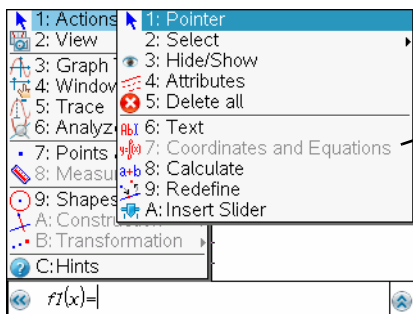 1: Actions
2: View
3: Graph
4: Window
5: Trace
6: Analyz
7: Points
8: Measu
9: Shapes
A: Construction
B: Transformation
C:Hints
1: Pointer
2: Select
3: Hide/Show
4: Attributes
5: Delete all
6: Text
7: Coordinates and Equations
8: Calculate
9: Redefine
A: Insert Slider
f1(x)=